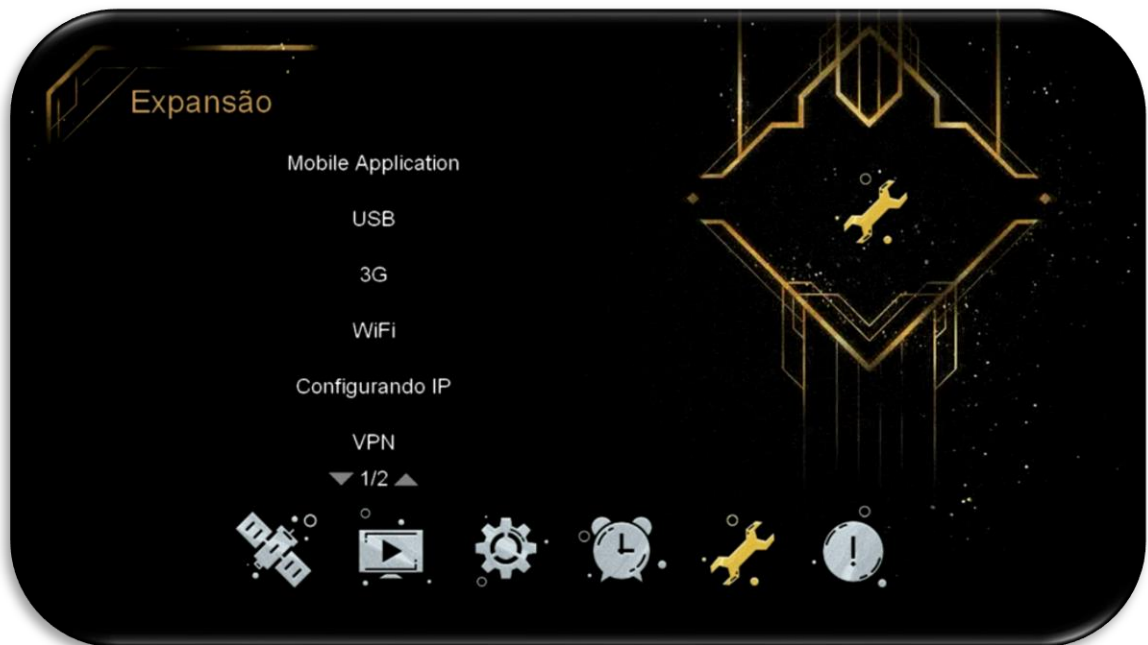 Expansão
Mobile Application
USB
3G
WiFi
Configurando IP
VPN
1/2